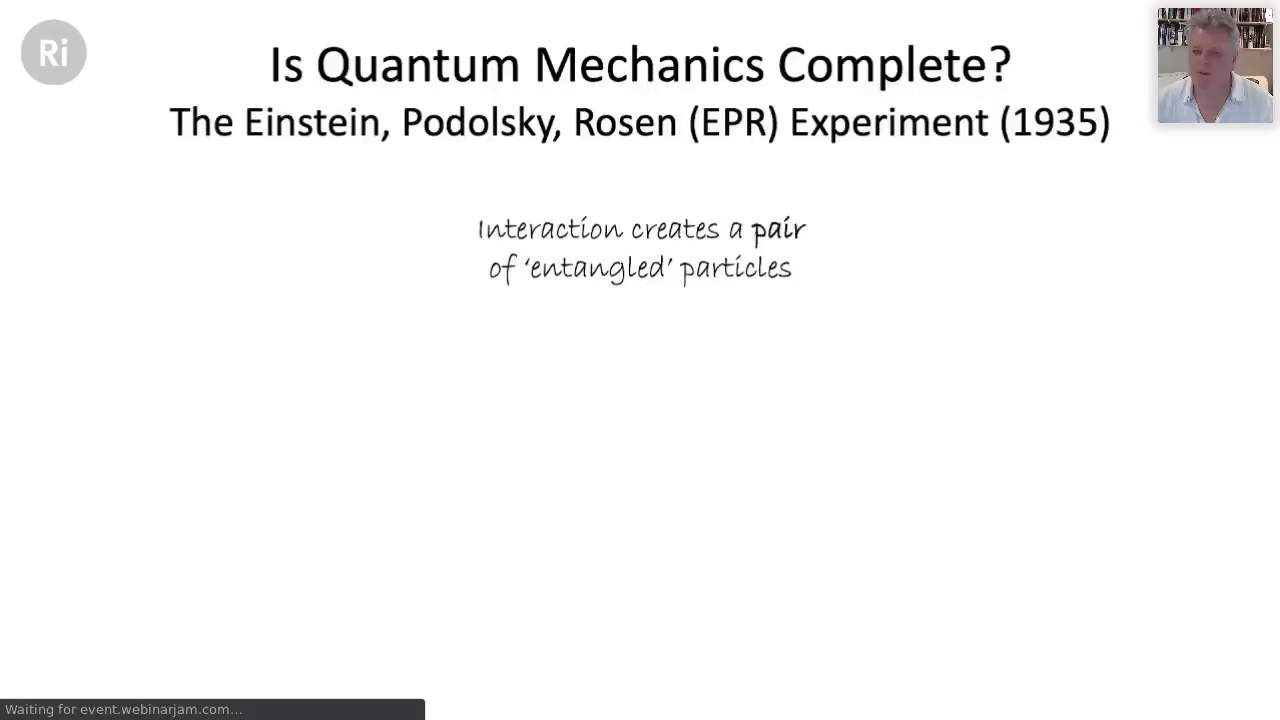 Ri
Is Quantum Mechanics Complete?
The Einstein, Podolsky, Rosen (EPR) Experiment (1935)
Interaction creates a pair
of ‘entangled’ particles
Waiting for event.webinarjam.com...